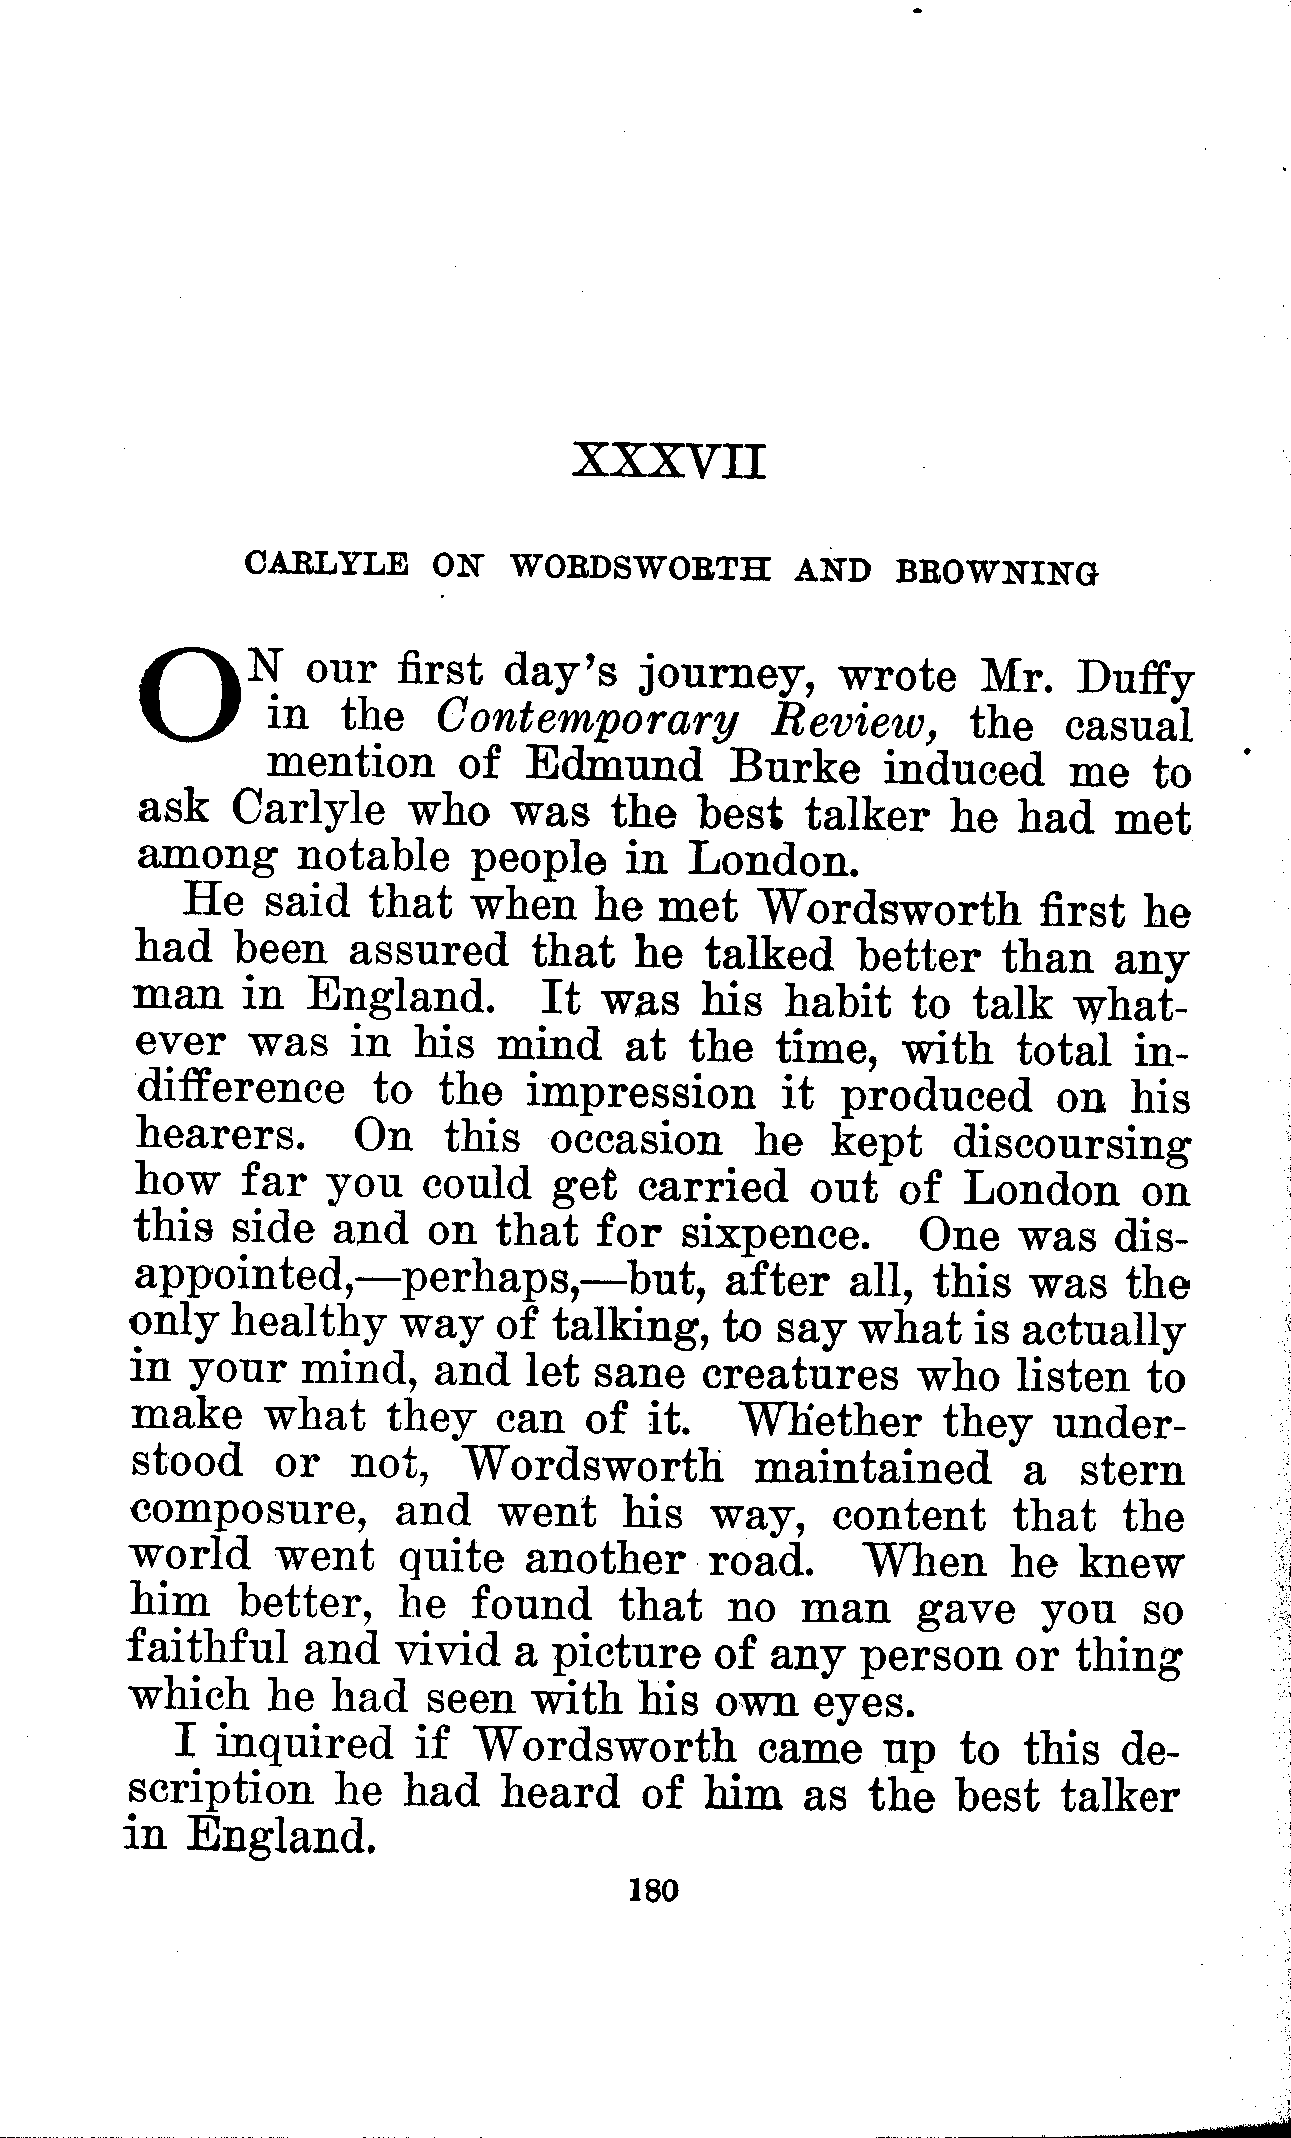 XXXVII
CARLYLE ON WORDSWORTH AND BROWNING
ON our first day's journey, wrote Mr. Duffy
in the Contemporary Review, the casual
mention of Edmund Burke induced me to
ask Carlyle who was the best talker he had met
among notable people in London.
He said that when he met Wordsworth first he
had been assured that he talked better than any
man in England. It was his habit to talk what-
ever was in his mind at the time, with total in-
difference to the impression it produced on his
hearers. On this occasion he kept discoursing
how far you could get carried out of London on
this side and on that for sixpence. One was dis-
appointed,—perhaps,—but, after all, this was the
only healthy way of talking, to say what is actually
in your mind, and let sane creatures who listen to
make what they can of it. Whether they under-
stood or not, Wordsworth maintained a stern
composure, and went his way, content that the
world went quite another road. When he knew
him better, he found that no man gave you so
faithful and vivid a picture of any person or thing
which he had seen with his own eyes.
I inquired if Wordsworth came up to this de-
scription he had heard of him as the best talker
in England.
180